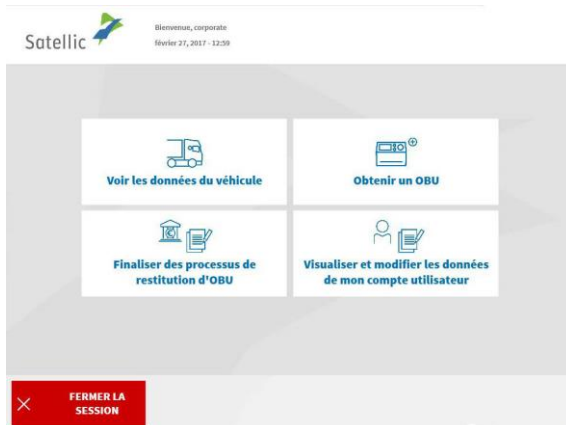 Satellic
Bienvenue, corporate
février 27, 2017 - 12:59
Voir les données du véhicule
Obtenir un OBU
Finaliser des processus de
restitution d'OBU
Visualiser et modifier les données
de mon compte utilisateur
FERMER LA
SESSION